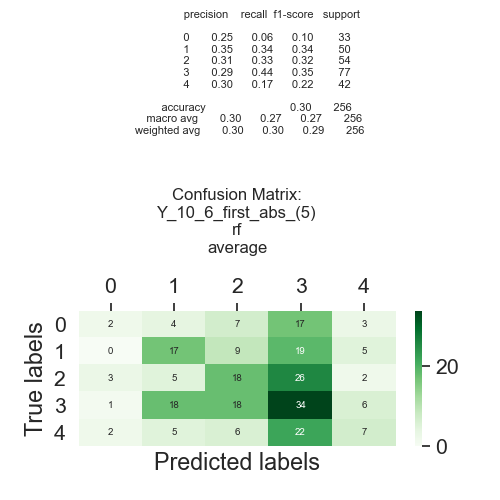 precision recall f1-score support
0 0.25 0.06 0.10 33
1 0.35 0.34 0.34 50
2 0.31 0.33 0.32 54
3 0.29 0.44 0.35 77
4 0.30 0.17 0.22 42
accuracy 0.30 256
macro avg 0.30 0.27 0.27 256
weighted avg 0.30 0.30 0.29 256
Confusion Matrix:
Y_10_6_first_abs_(5)
rf
average
0 1 2 3 4
0 2 4 7 17 3
1 0 17 9 19 5
2 3 5 18 26 2
3 1 18 18 34 6
4 2 5 6 22 7
True labels
Predicted labels
20
0